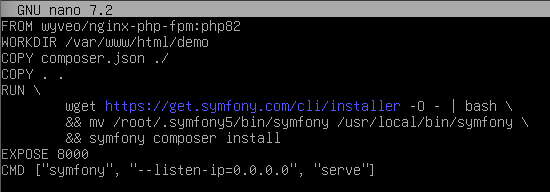 GNU nano 7.2
FROM wyveo/nginx-php-fpm:php82
WORKDIR /var/www/html/demo
COPY composer.json ./
COPY . .
RUN \
wget https://get.symfony.com/cli/installer -O - | bash \
&& mv /root/.symfony5/bin/symfony /usr/local/bin/symfony \
&& symfony composer install
EXPOSE 8000
CMD ["symfony", "--listen-ip=0.0.0.0", "serve"]